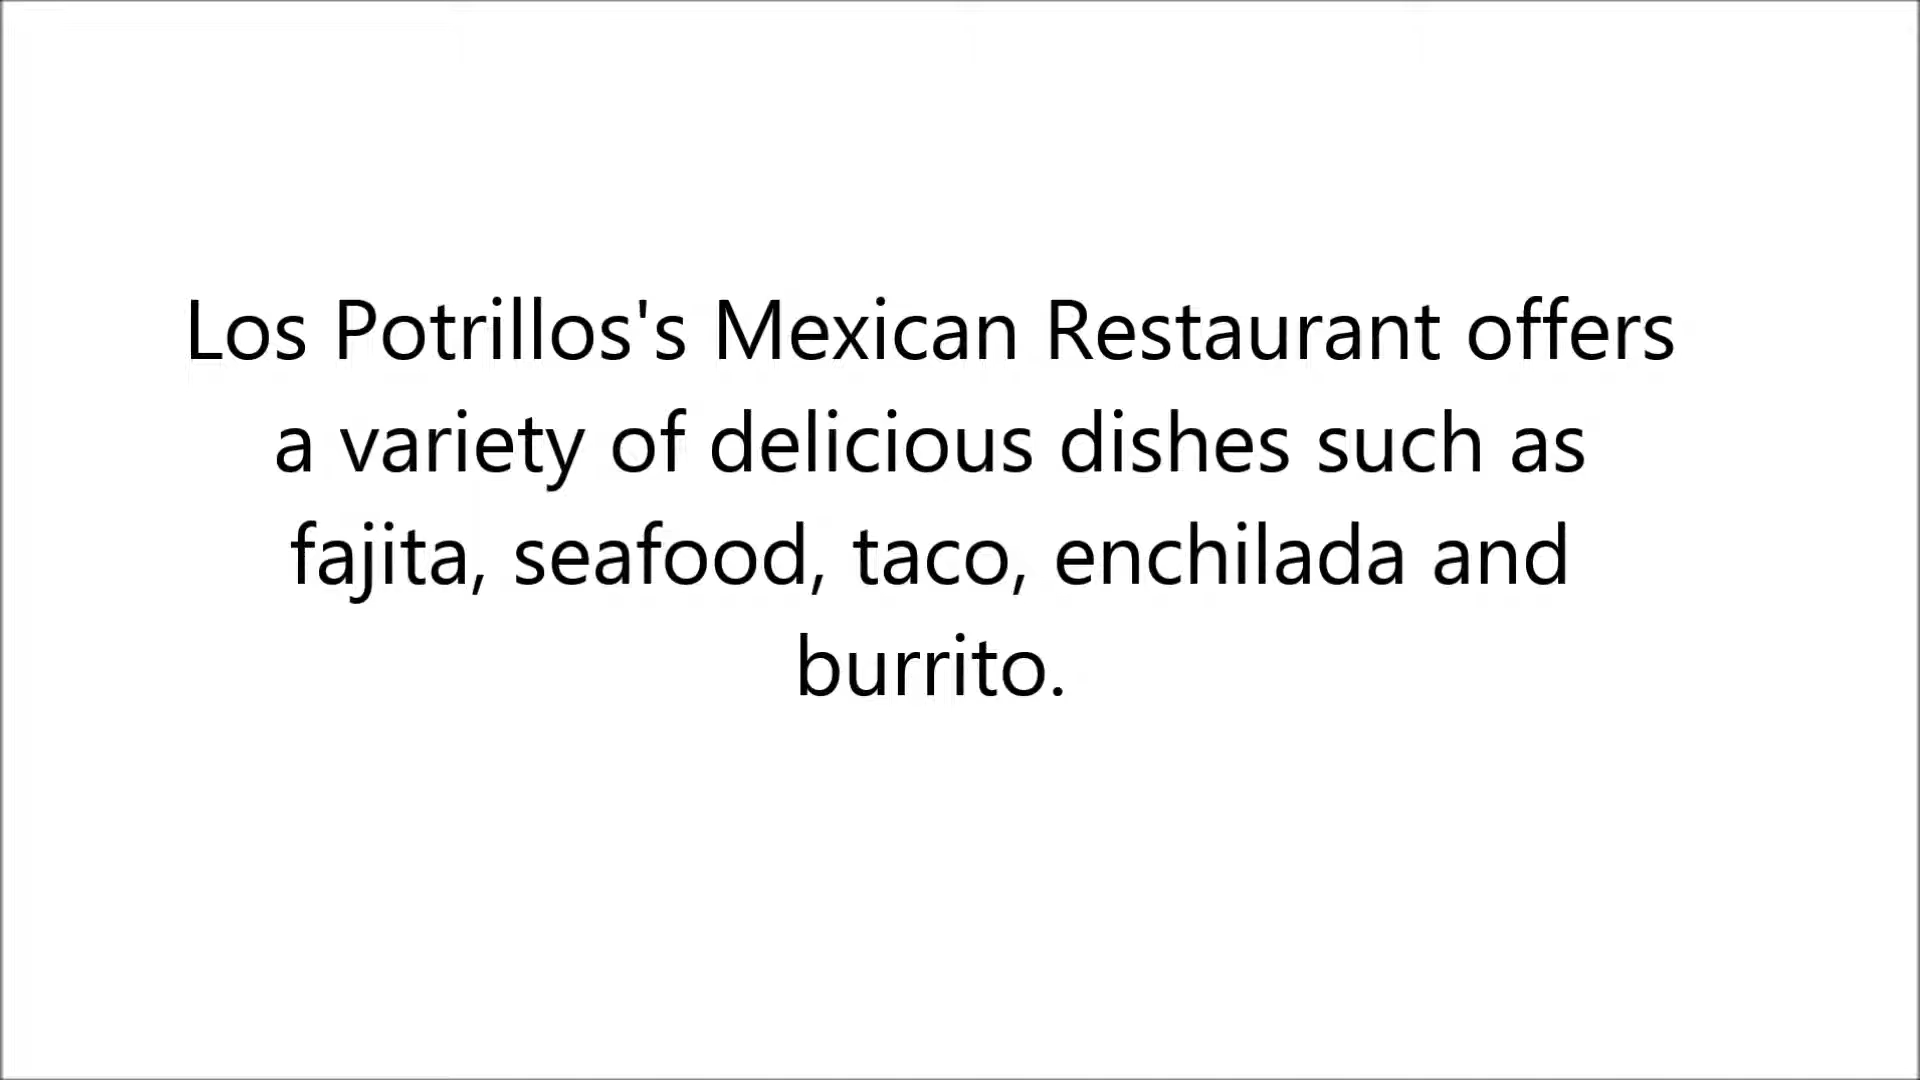 Los Potrillos's Mexican Restaurant offers
a variety of delicious dishes such as
fajita, seafood, taco, enchilada and
burrito.